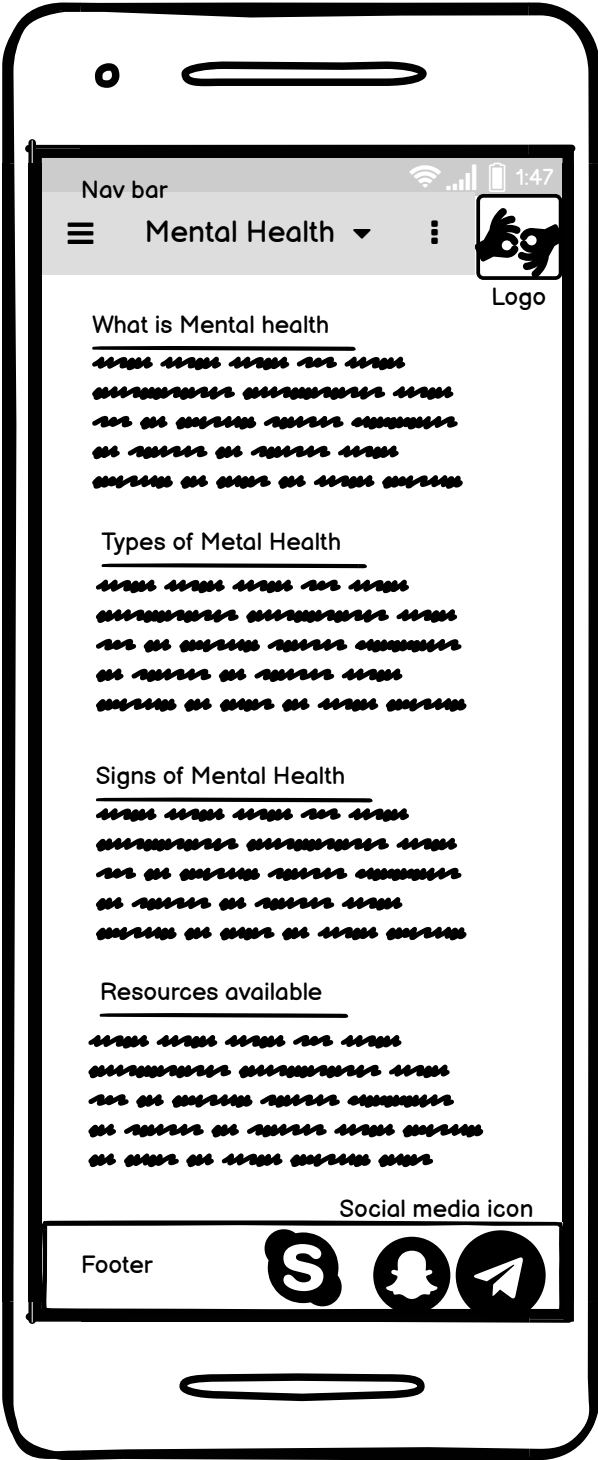 1:47
Nav bar
Mental Health
Logo
What is Mental health
Types of Metal Health
Signs of Mental Health
Resources available
Social media icon
Footer